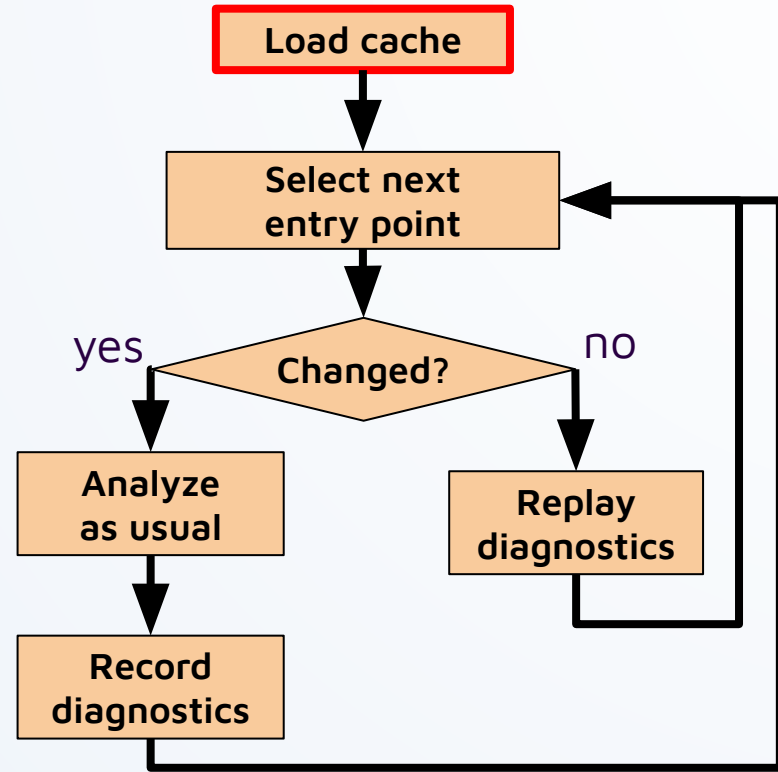 Load cache
Select next
entry point
yes
Changed?
no
Analyze
as usual
Replay
diagnostics
Record
diagnostics